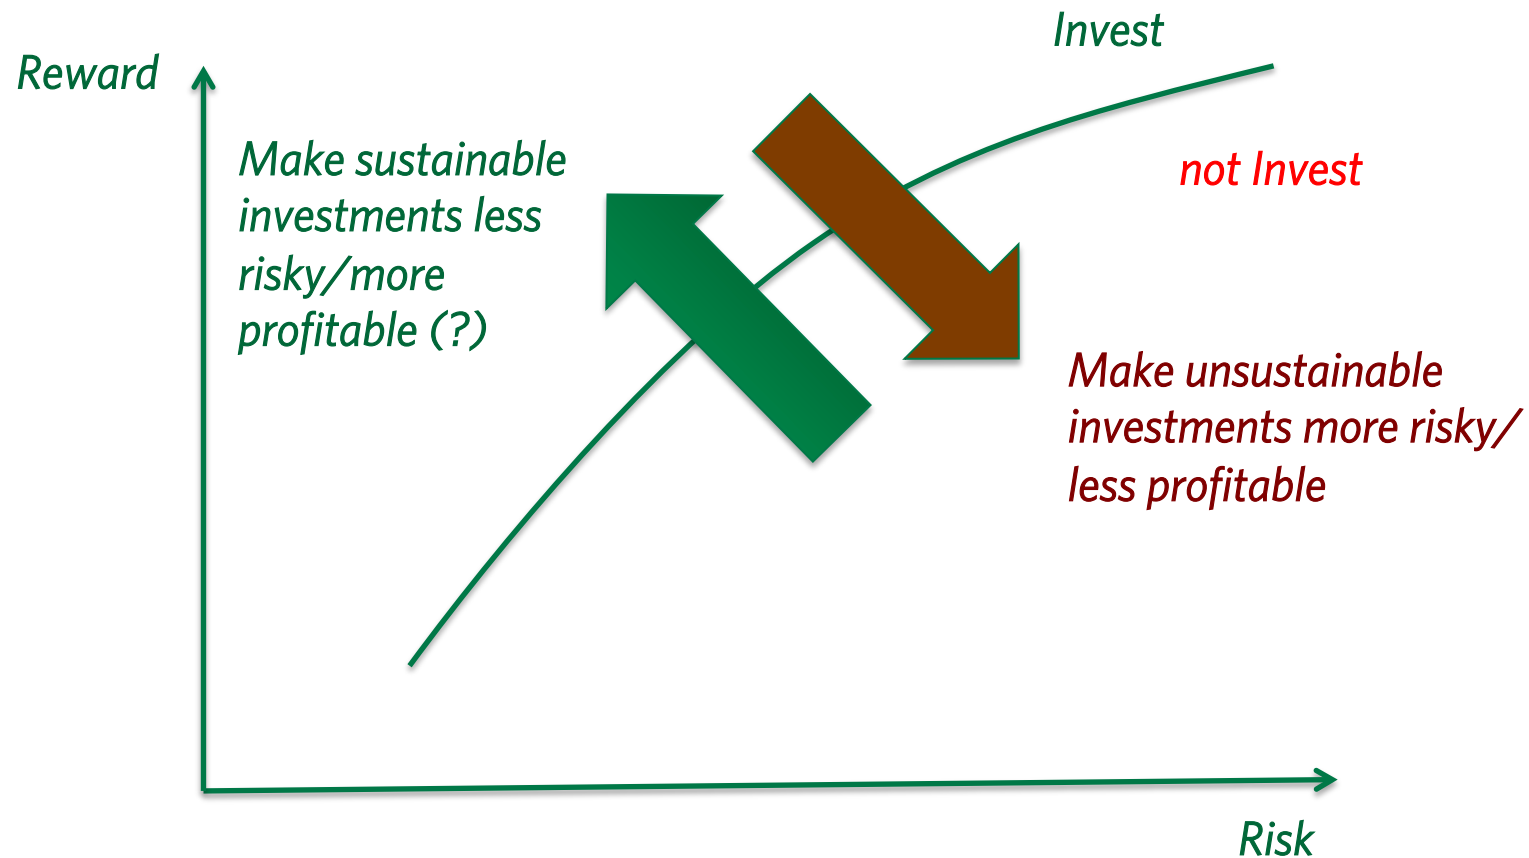 Invest
Reward
Make sustainable
investments less
risky/more
profitable (?)
not Invest
Make unsustainable
investments more risky/
less profitable
Risk